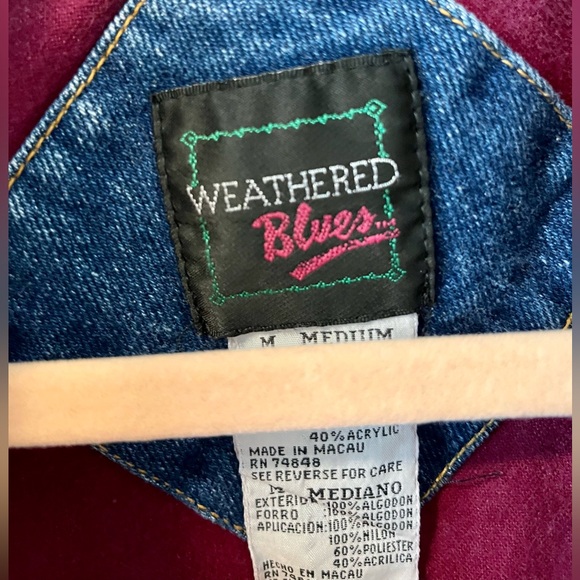 WEATHERED
Blues™
M MEDIUM
40% ACRYLIC
MADE IN MACAU
RN 74848
SEE REVERSE FOR CARE
M MEDIANO
EXTERIOR :100% ALGODON
FORRO :100% ALGODON
APLICACION:100% ALGODON
100% NILON
60% POLIESTER
40% ACRILICA
HECHO EN MACAU